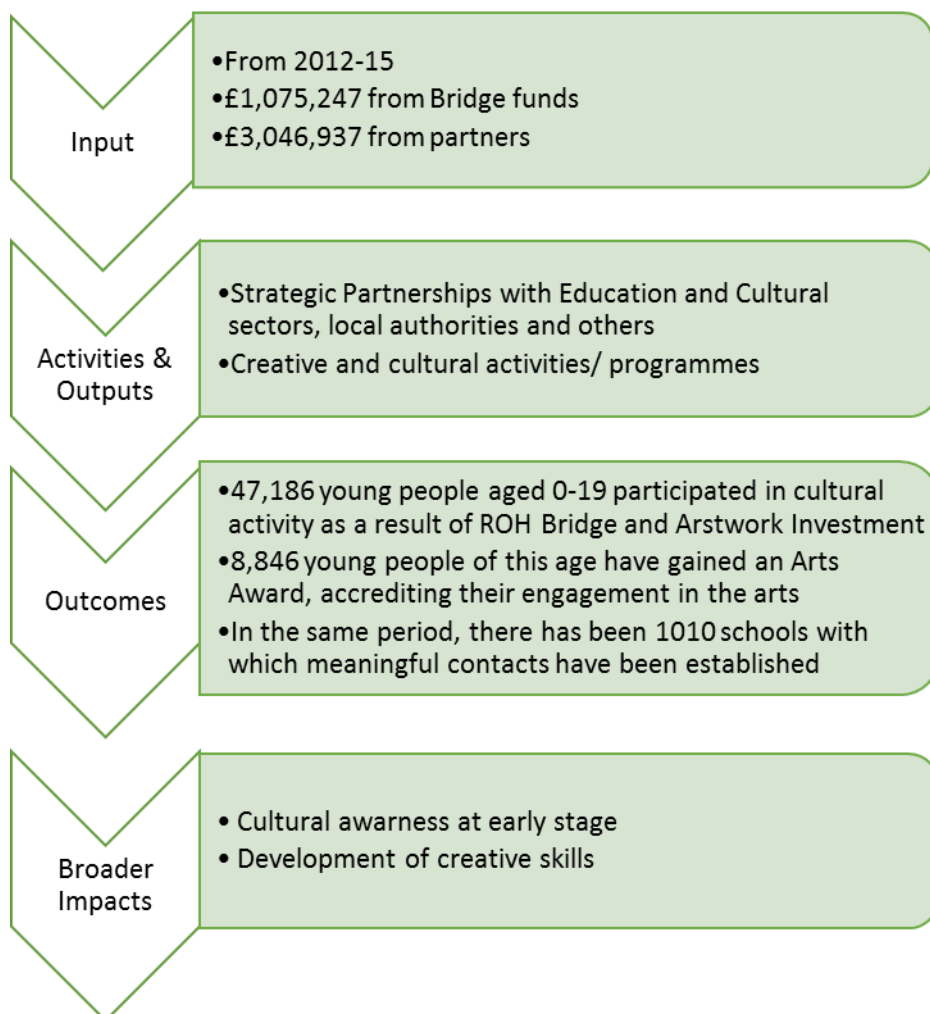 Input
•From 2012-15
•£1,075,247 from Bridge funds
•£3,046,937 from partners
Activities &
Outputs
•Strategic Partnerships with Education and Cultural
sectors, local authorities and others
•Creative and cultural activities/ programmes
Outcomes
•47,186 young people aged 0-19 participated in cultural
activity as a result of ROH Bridge and Arstwork Investment
•8,846 young people of this age have gained an Arts
Award, accrediting their engagement in the arts
•In the same period, there has been 1010 schools with
which meaningful contacts have been established
Broader
Impacts
• Cultural awarness at early stage
• Development of creative skills